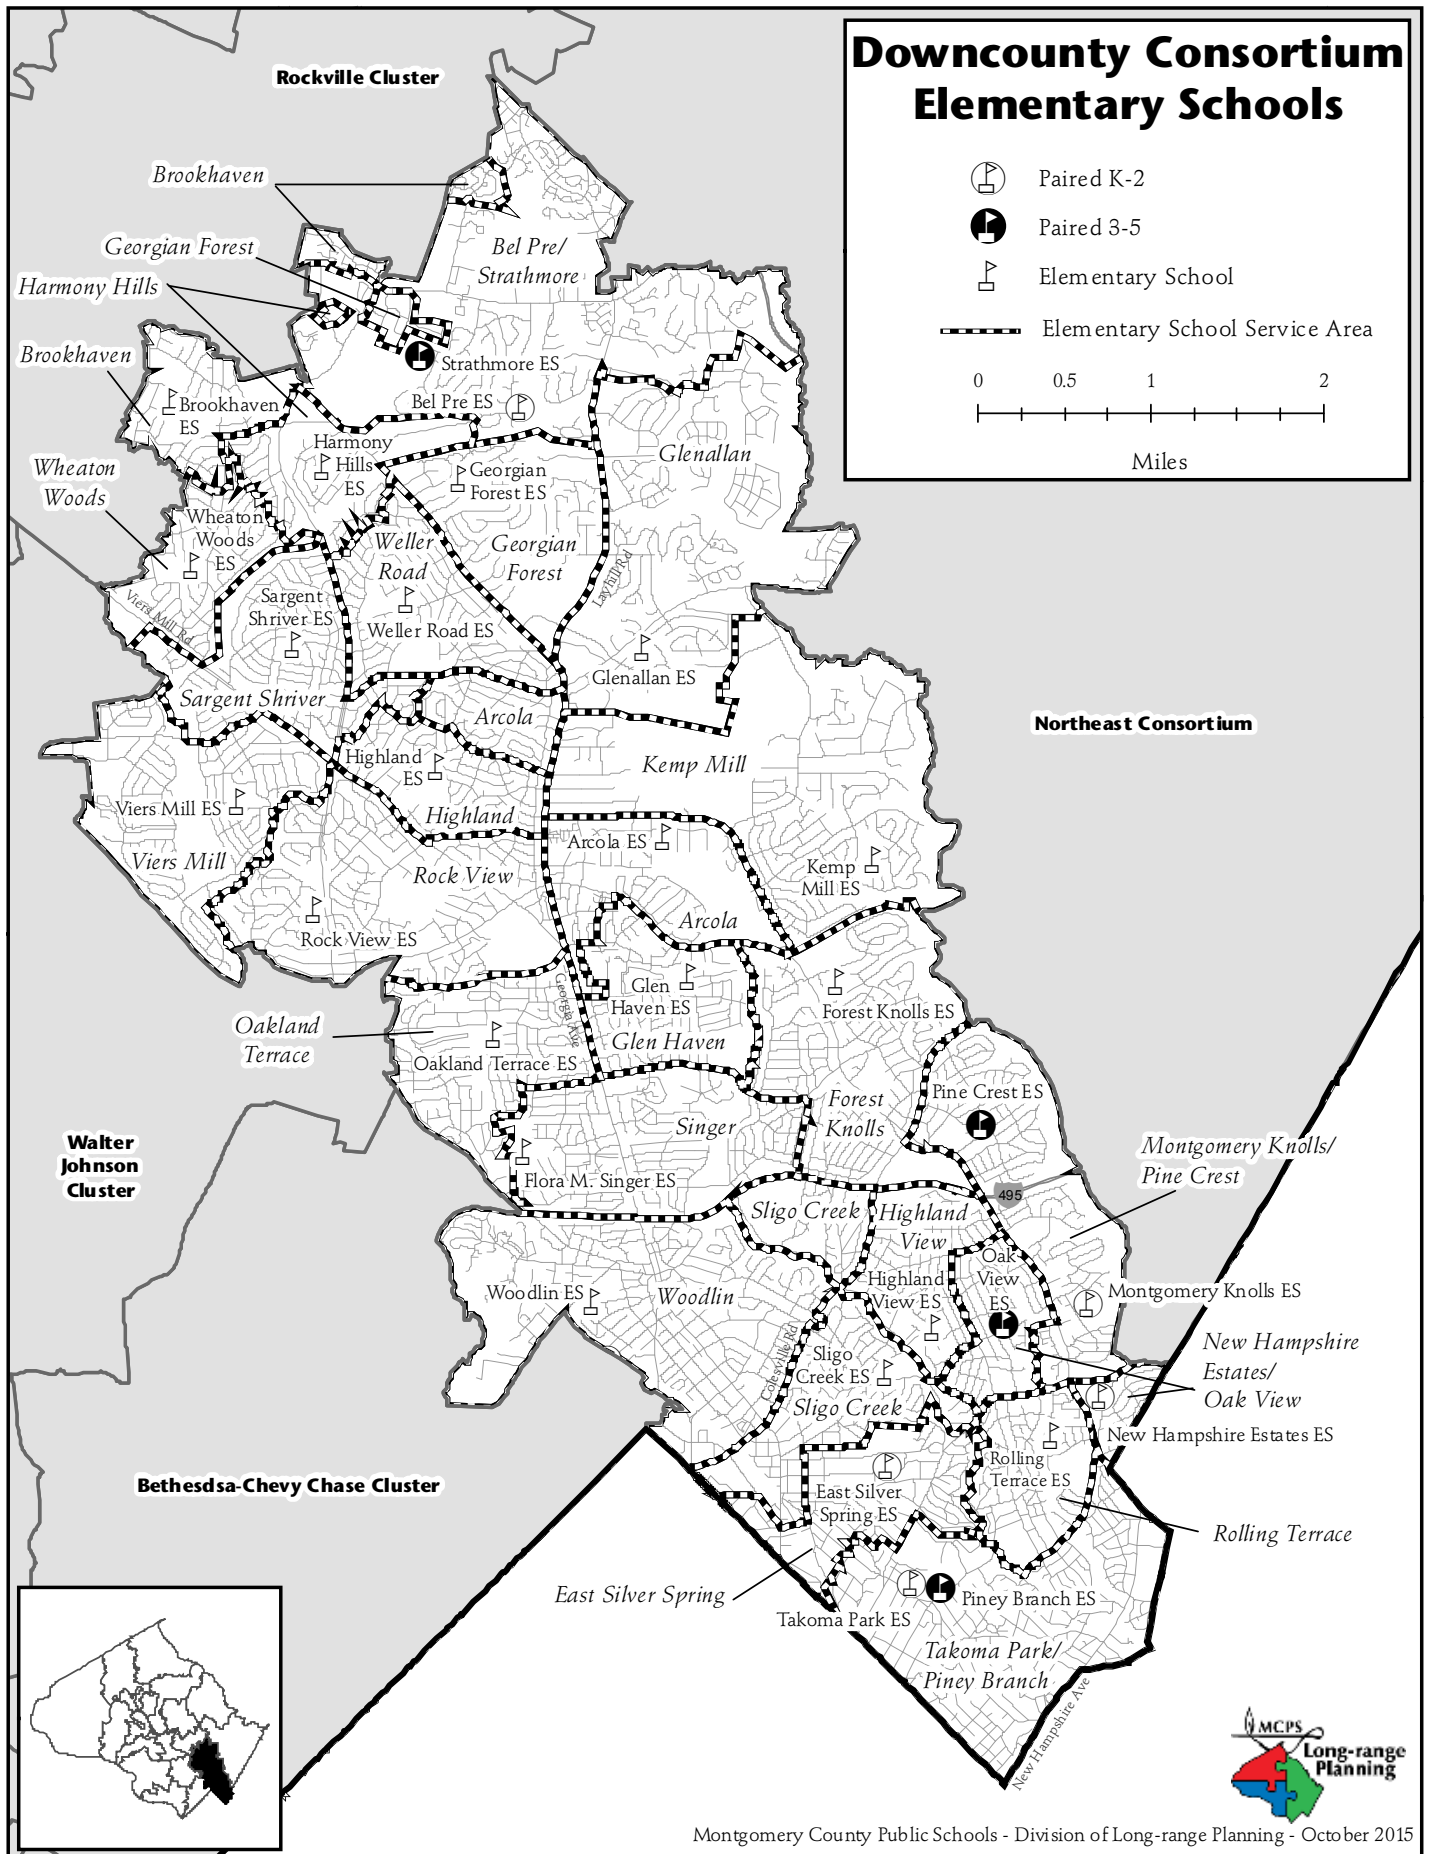 Downcounty Consortium
Elementary Schools
Paired K-2
Paired 3-5
Elementary School
Elementary School Service Area
0 0.5 1 2
Miles
Rockville Cluster
Brookhaven
Georgian Forest
Harmony Hills
Brookhaven
Bel Pre/
Strathmore
Strathmore ES
Bel Pre ES
Brookhaven
ES
Wheaton
Woods
Harmony
Hills
ES
Georgian
Forest ES
Glenallan
Wheaton
Woods
ES
Weller
Road
Georgian
Forest
Layhill Rd
Viers Mill Rd
Sargent
Shriver ES
Weller Road ES
Glenallan ES
Sargent Shriver
Arcola
Northeast Consortium
Highland
ES
Kemp Mill
Viers Mill ES
Highland
Arcola ES
Viers Mill
Rock View
Kemp
Mill ES
Rock View ES
Arcola
Glen
Haven ES
Georgia Ave
Forest Knolls ES
Oakland
Terrace
Oakland Terrace ES
Glen Haven
Pine Crest ES
Singer
Forest
Knolls
Walter
Johnson
Cluster
Flora M. Singer ES
Montgomery Knolls/
Pine Crest
495
Sligo Creek
Highland
View
Oak
View
ES
Woodlin ES
Woodlin
Highland
View ES
Montgomery Knolls ES
Colesville Rd
Sligo
Creek ES
Sligo Creek
New Hampshire
Estates/
Oak View
New Hampshire Estates ES
Rolling
Terrace ES
Bethesdsa-Chevy Chase Cluster
East Silver
Spring ES
Rolling Terrace
East Silver Spring
Takoma Park ES
Piney Branch ES
Takoma Park/
Piney Branch
New Hampshire Ave
MCPS
Long-range
Planning
Montgomery County Public Schools - Division of Long-range Planning - October 2015